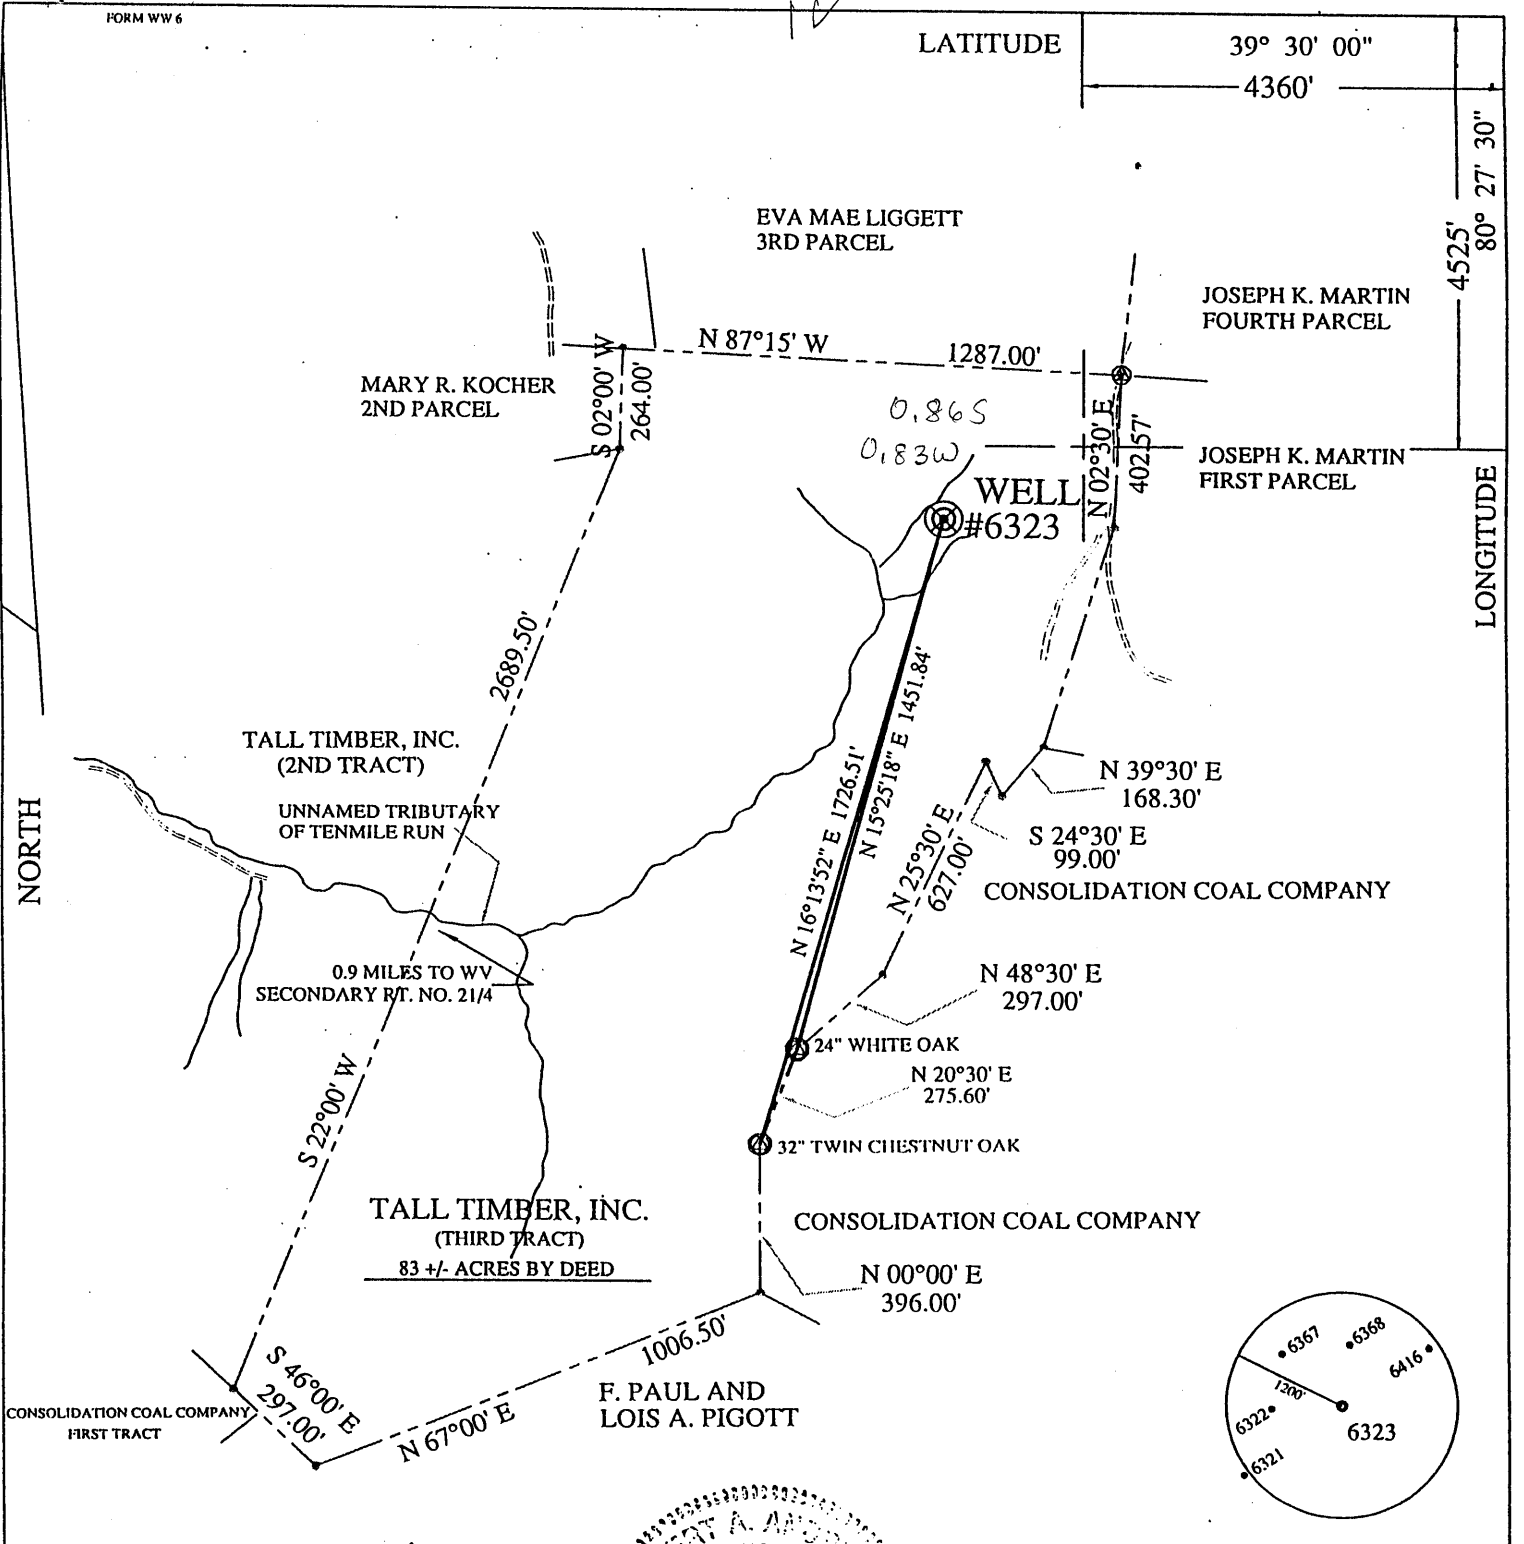 FORM WW 6
LATITUDE
39° 30' 00"
4360'
80° 27' 30"
4525'
LONGITUDE
EVA MAE LIGGETT
3RD PARCEL
JOSEPH K. MARTIN
FOURTH PARCEL
N 87°15' W
1287.00'
MARY R. KOCHER
2ND PARCEL
S 02°00' W
264.00'
0.86S
0.83W
N 02°30' E
402.57'
JOSEPH K. MARTIN
FIRST PARCEL
WELL
#6323
2689.50'
N 16°13'52" E 1726.51'
N 15°25'18" E 1451.84'
TALL TIMBER, INC.
(2ND TRACT)
UNNAMED TRIBUTARY
OF TENMILE RUN
NORTH
N 39°30' E
168.30'
S 24°30' E
99.00'
N 25°30' E
627.00'
CONSOLIDATION COAL COMPANY
0.9 MILES TO WV
SECONDARY RT. NO. 21/4
N 48°30' E
297.00'
24" WHITE OAK
N 20°30' E
275.60'
S 22°00' W
32" TWIN CHESTNUT OAK
TALL TIMBER, INC.
(THIRD TRACT)
83 +/- ACRES BY DEED
CONSOLIDATION COAL COMPANY
N 00°00' E
396.00'
1006.50'
N 67°00' E
S 46°00' E
297.00'
F. PAUL AND
LOIS A. PIGOTT
CONSOLIDATION COAL COMPANY
FIRST TRACT
6367
6368
6416
1200'
6322
6323
6321